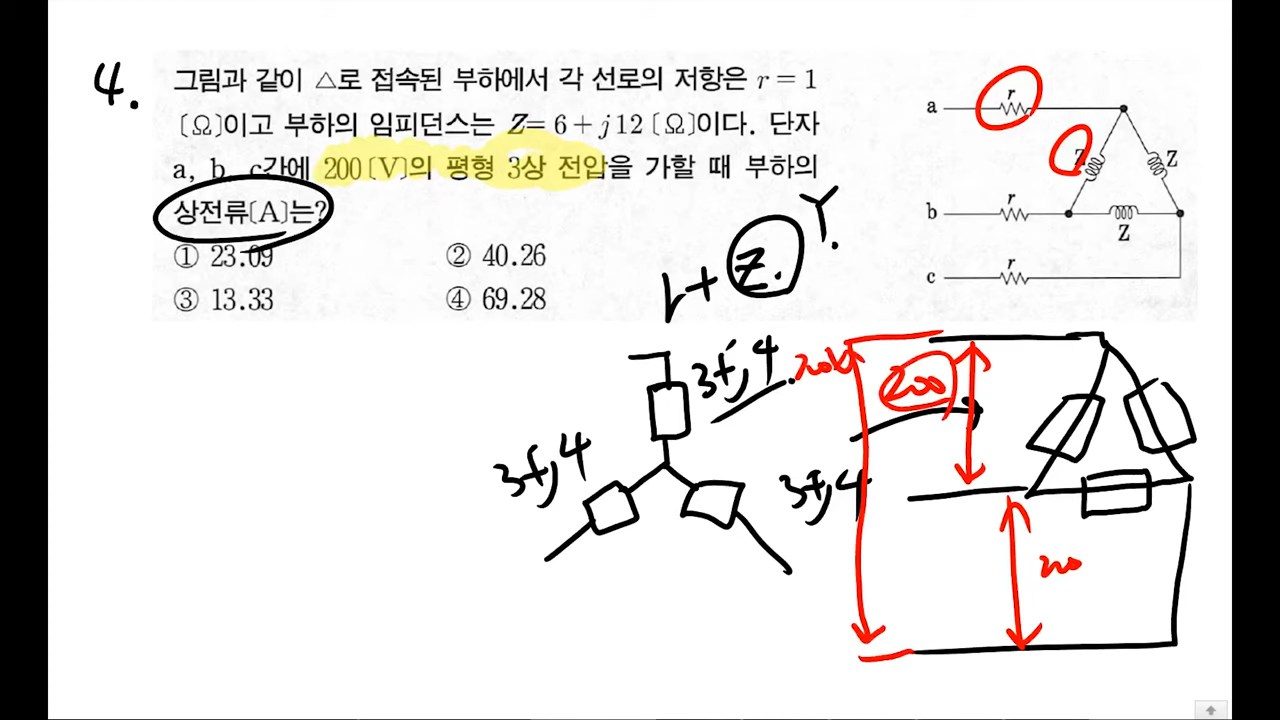 4.
그림과 같이 △로 접속된 부하에서 각 선로의 저항은 r = 1
[Ω]이고 부하의 임피던스는 Z= 6 + j12 [Ω]이다. 단자
a, b, c간에 200 [V]의 평형 3상 전압을 가할 때 부하의
상전류[A]는?
① 23.09 ② 40.26
③ 13.33 ④ 69.28
a r
Z Z
b r
Z
c r
r + Z. Y.
3+j4
200
200
3+j4
3+j4
200